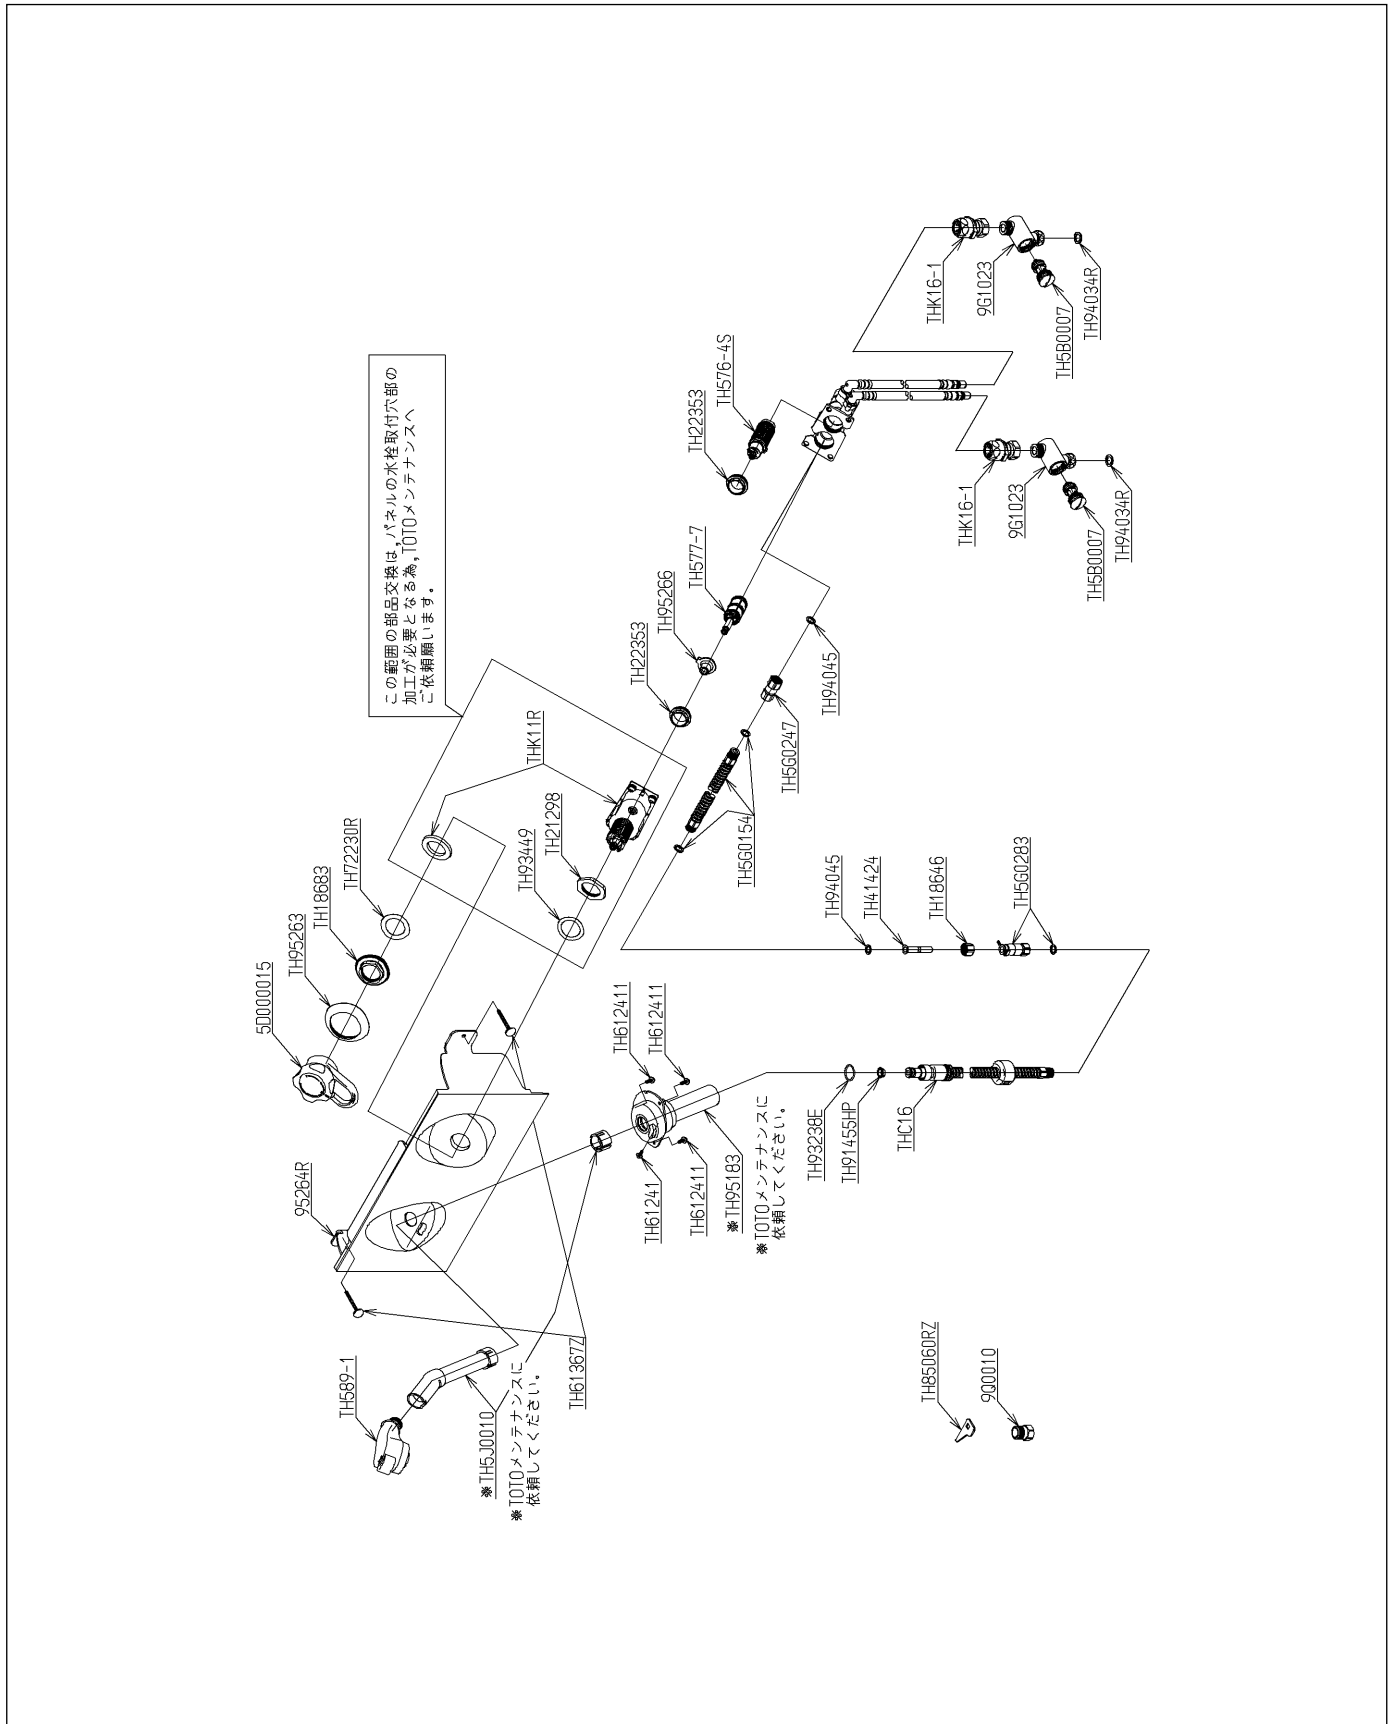 この範囲の部品交換は，パネルの水栓取付穴部の
加工が必要となる為，TOTOメンテナンスへ
ご依頼願います。
5D000015
TH95263
TH18683
TH72230R
THK11R
TH22353
TH95266
TH577-7
TH22353
TH576-4S
THK16-1
9G1023
TH5B0007
TH94034R
THK16-1
9G1023
TH5B0007
TH94034R
95264R
TH93449
TH21298
TH5G0154
TH5G0247
TH94045
TH612411
TH612411
TH61241
TH612411
※TH95183
※TOTOメンテナンスに
依頼してください。
TH94045
TH41424
TH18646
TH5G0283
TH93238E
TH91455HP
THC16
TH589-1
※TH5J0010
※TOTOメンテナンスに
依頼してください。
TH61367Z
TH85060RZ
9Q0010